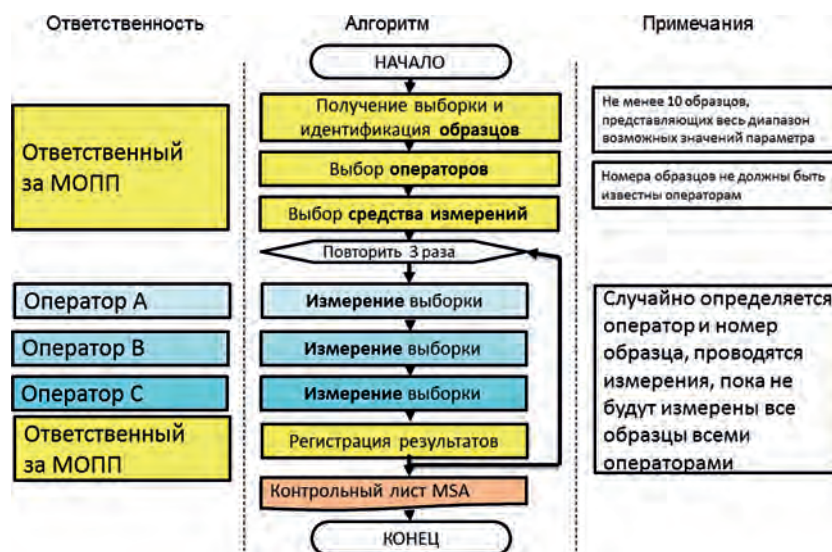 Ответственность
Алгоритм
Примечания
НАЧАЛО
Получение выборки и
идентификация образцов
Не менее 10 образцов,
представляющих весь диапазон
возможных значений параметра
Ответственный
за МОПП
Выбор операторов
Номера образцов не должны быть
известны операторам
Выбор средства измерений
Повторить 3 раза
Оператор А
Измерение выборки
Оператор В
Измерение выборки
Оператор С
Измерение выборки
Случайно определяется
оператор и номер
образца, проводятся
измерения, пока не
будут измерены все
образцы всеми
операторами
Ответственный
за МОПП
Регистрация результатов
Контрольный лист MSA
КОНЕЦ